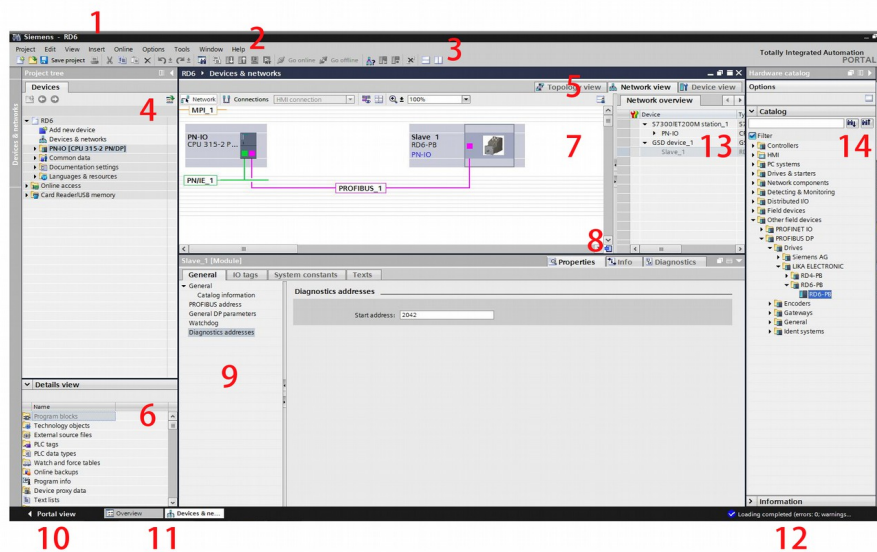 1
Siemens - RD6
Project Edit View Insert Online Options Tools Window Help
2
Save project
Go online Go offline
3
Totally Integrated Automation
PORTAL
Project tree
RD6 ▸ Devices & networks
Hardware catalog
Devices
Topology view Network view Device view
5
Options
4
Network Connections HMI connection 100%
Network overview
Devices & networks
MPI_1
PN-IO
CPU 315-2 P...
Slave_1
RD6-PB
PN-IO
7
PN/IE_1
PROFIBUS_1
8
RD6
Add new device
Devices & networks
PN-IO [CPU 315-2 PN/DP]
Common data
Documentation settings
Languages & resources
Online access
Card Reader/USB memory
Device
S7300/ET200M station_1
PN-IO
GSD device_1
Slave_1
13
Catalog
14
Filter
Controllers
HMI
PC systems
Drives & starters
Network components
Detecting & Monitoring
Distributed I/O
Field devices
Other field devices
PROFINET IO
PROFIBUS DP
Drives
Siemens AG
LIKA ELECTRONIC
RD4-PB
RD6-PB
RD6-PB
Encoders
Gateways
General
Ident systems
Slave_1 [Module]
Properties Info Diagnostics
General IO tags System constants Texts
General
Catalog information
PROFIBUS address
General DP parameters
Watchdog
Diagnostics addresses
9
Diagnostics addresses
Start address: 2042
Details view
Name
6
Program blocks
Technology objects
External source files
PLC tags
PLC data types
Watch and force tables
Online backups
Program info
Device proxy data
Text lists
Information
Portal view
Overview
Devices & ne...
Loading completed (errors: 0; warnings...
10
11
12